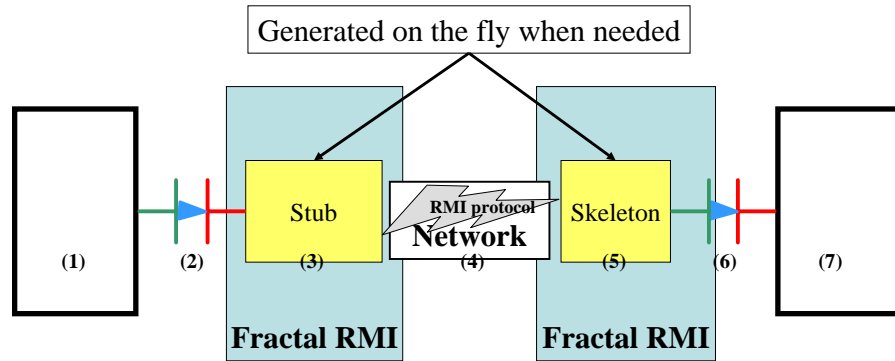 Generated on the fly when needed
Stub
RMI protocol
Skeleton
Network
(1)
(2)
(3)
(4)
(5)
(6)
(7)
Fractal RMI
Fractal RMI